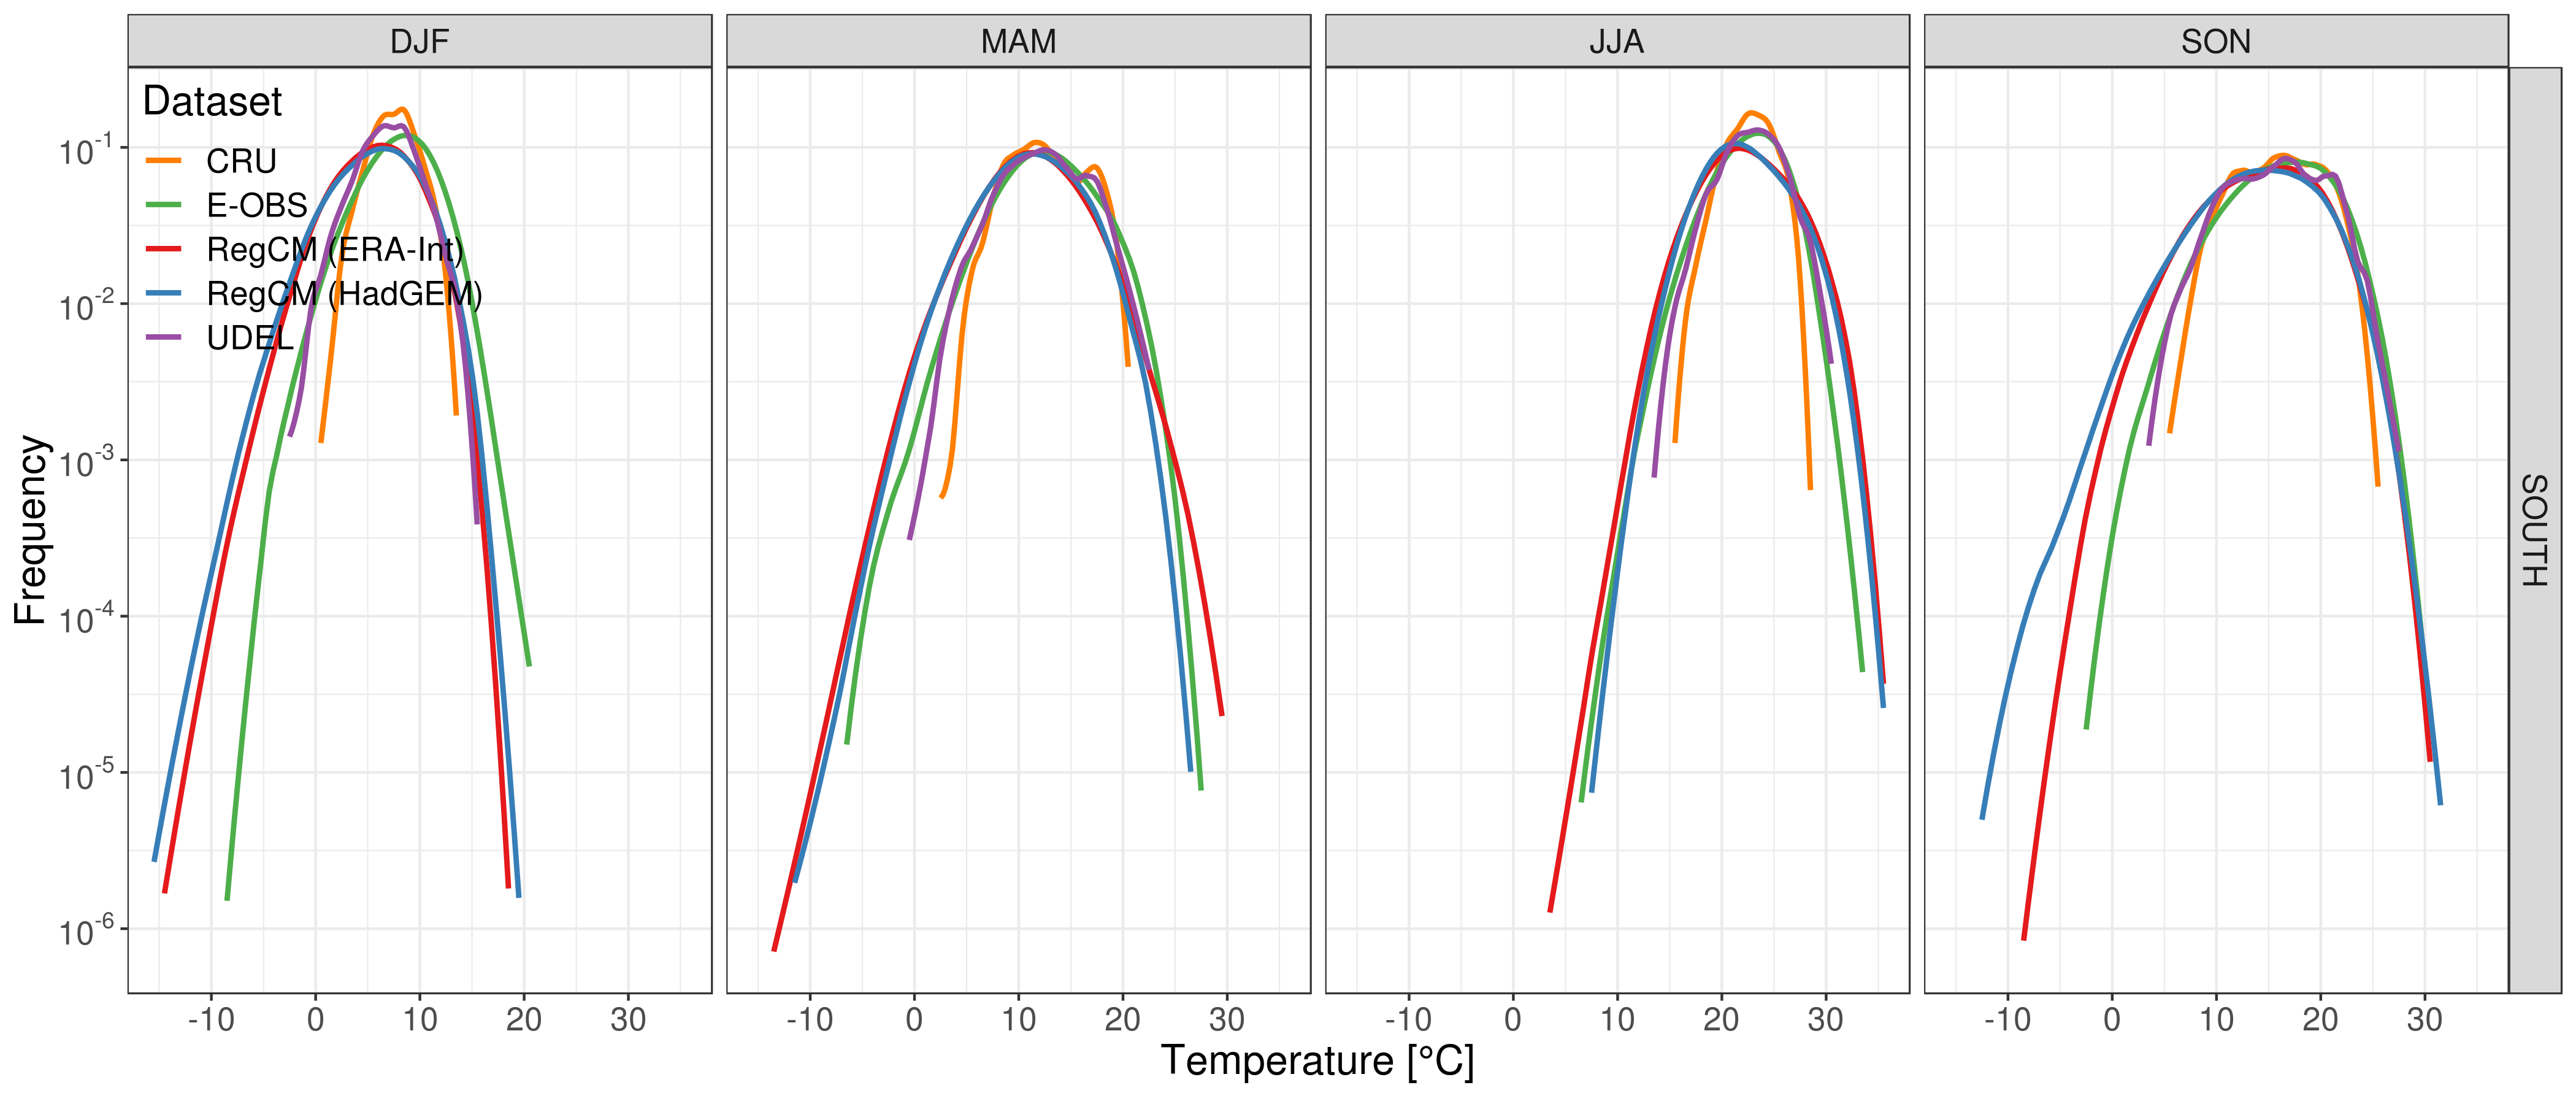 DJF MAM JJA SON
Dataset
CRU
E-OBS
RegCM (ERA-Int)
RegCM (HadGEM)
UDEL
Frequency
10-1
10-2
10-3
10-4
10-5
10-6
SOUTH
-10 0 10 20 30 -10 0 10 20 30 -10 0 10 20 30 -10 0 10 20 30
Temperature [°C]